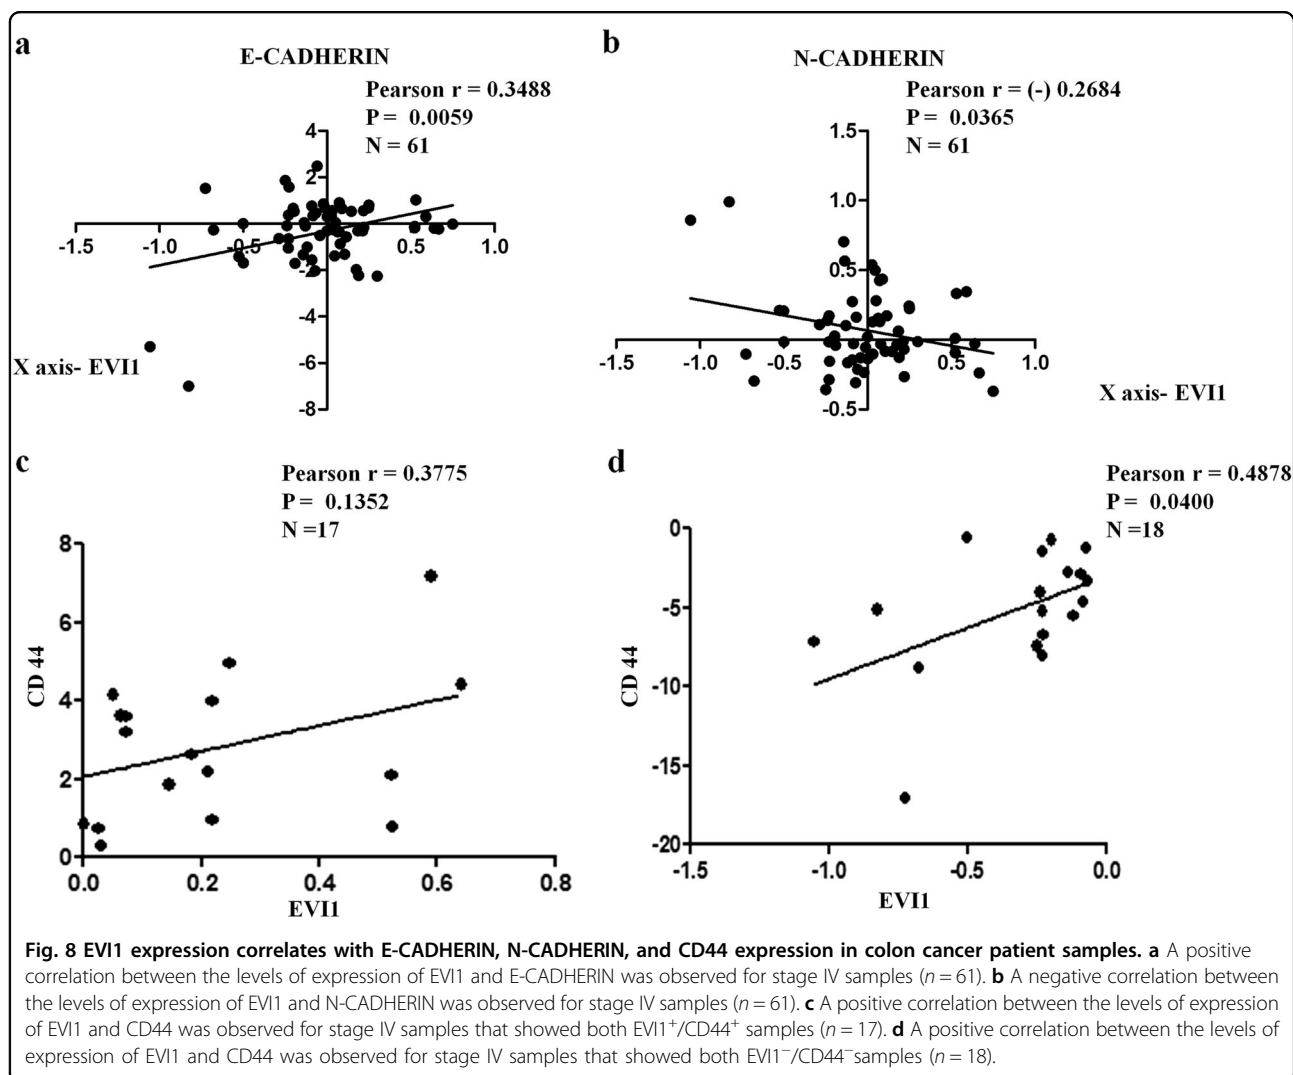 a
E-CADHERIN
Pearson r = 0.3488
P = 0.0059
N = 61
4
2
-1.5
-1.0
-0.5
0.5
1.0
-2
-4
-6
-8
X axis- EVI1
b
N-CADHERIN
Pearson r = (-) 0.2684
P = 0.0365
N = 61
1.5
1.0
0.5
-1.5
-1.0
-0.5
0.5
1.0
-0.5
X axis- EVI1
c
Pearson r = 0.3775
P = 0.1352
N =17
8
6
4
2
0
CD 44
0.0
0.2
0.4
0.6
0.8
EVI1
d
Pearson r = 0.4878
P = 0.0400
N =18
0
-5
-10
-15
-20
CD 44
-1.5
-1.0
-0.5
0.0
EVI1
Fig. 8 EVI1 expression correlates with E-CADHERIN, N-CADHERIN, and CD44 expression in colon cancer patient samples. a A positive
correlation between the levels of expression of EVI1 and E-CADHERIN was observed for stage IV samples (n = 61). b A negative correlation between
the levels of expression of EVI1 and N-CADHERIN was observed for stage IV samples (n = 61). c A positive correlation between the levels of expression
of EVI1 and CD44 was observed for stage IV samples that showed both EVI1⁺/CD44⁺ samples (n = 17). d A positive correlation between the levels of
expression of EVI1 and CD44 was observed for stage IV samples that showed both EVI1⁻/CD44⁻samples (n = 18).